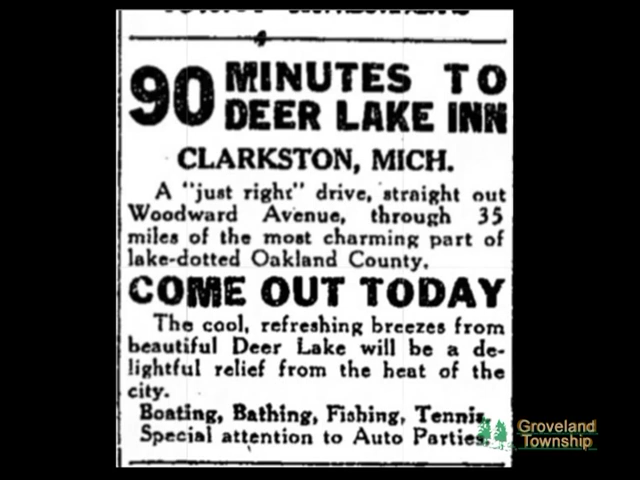 90 MINUTES TO
DEER LAKE INN
CLARKSTON, MICH.
A "just right" drive, straight out
Woodward Avenue, through 35
miles of the most charming part of
lake-dotted Oakland County.
COME OUT TODAY
The cool, refreshing breezes from
beautiful Deer Lake will be a de-
lightful relief from the heat of the
city.
Boating, Bathing, Fishing, Tennis
Special attention to Auto Parties
Groveland
Township